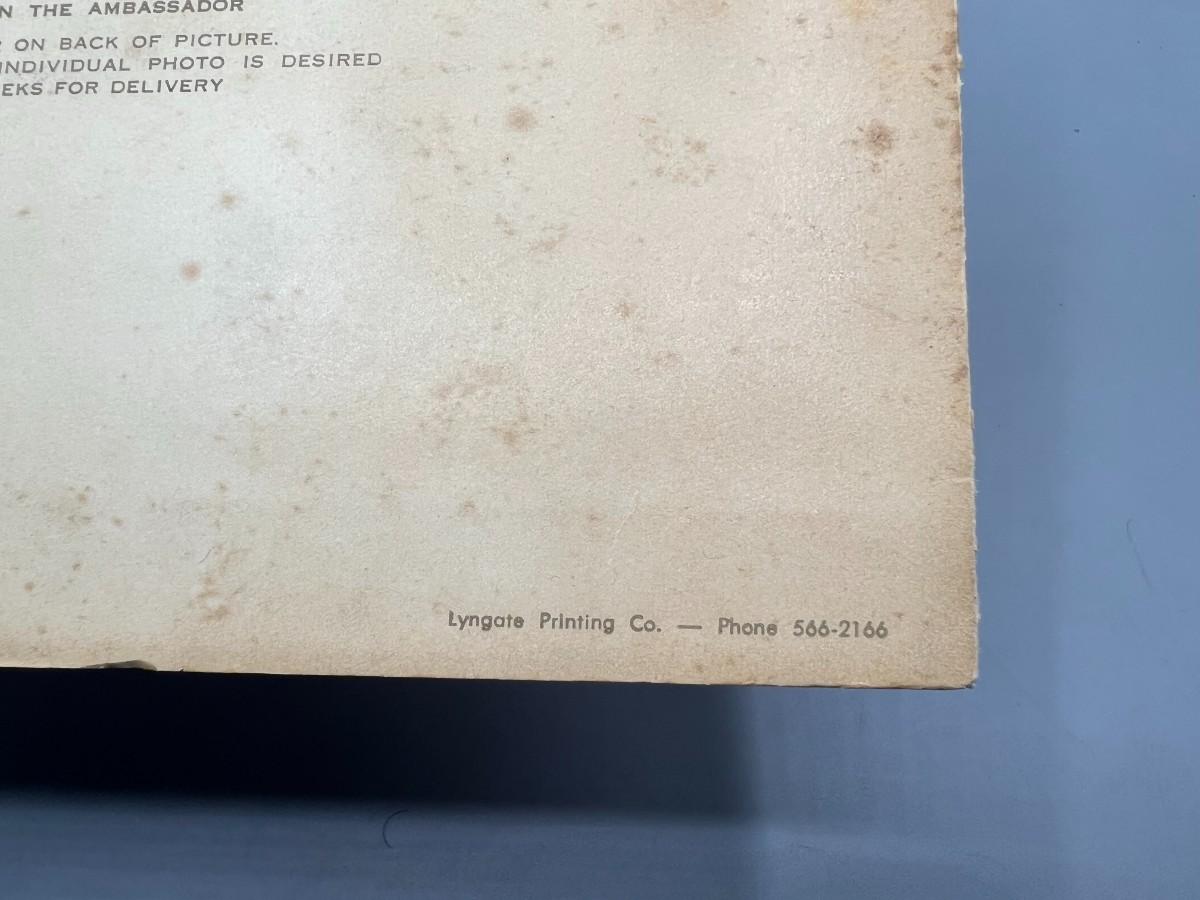 N THE AMBASSADOR
ON BACK OF PICTURE.
INDIVIDUAL PHOTO IS DESIRED
EKS FOR DELIVERY
Lyngate Printing Co. — Phone 566-2166